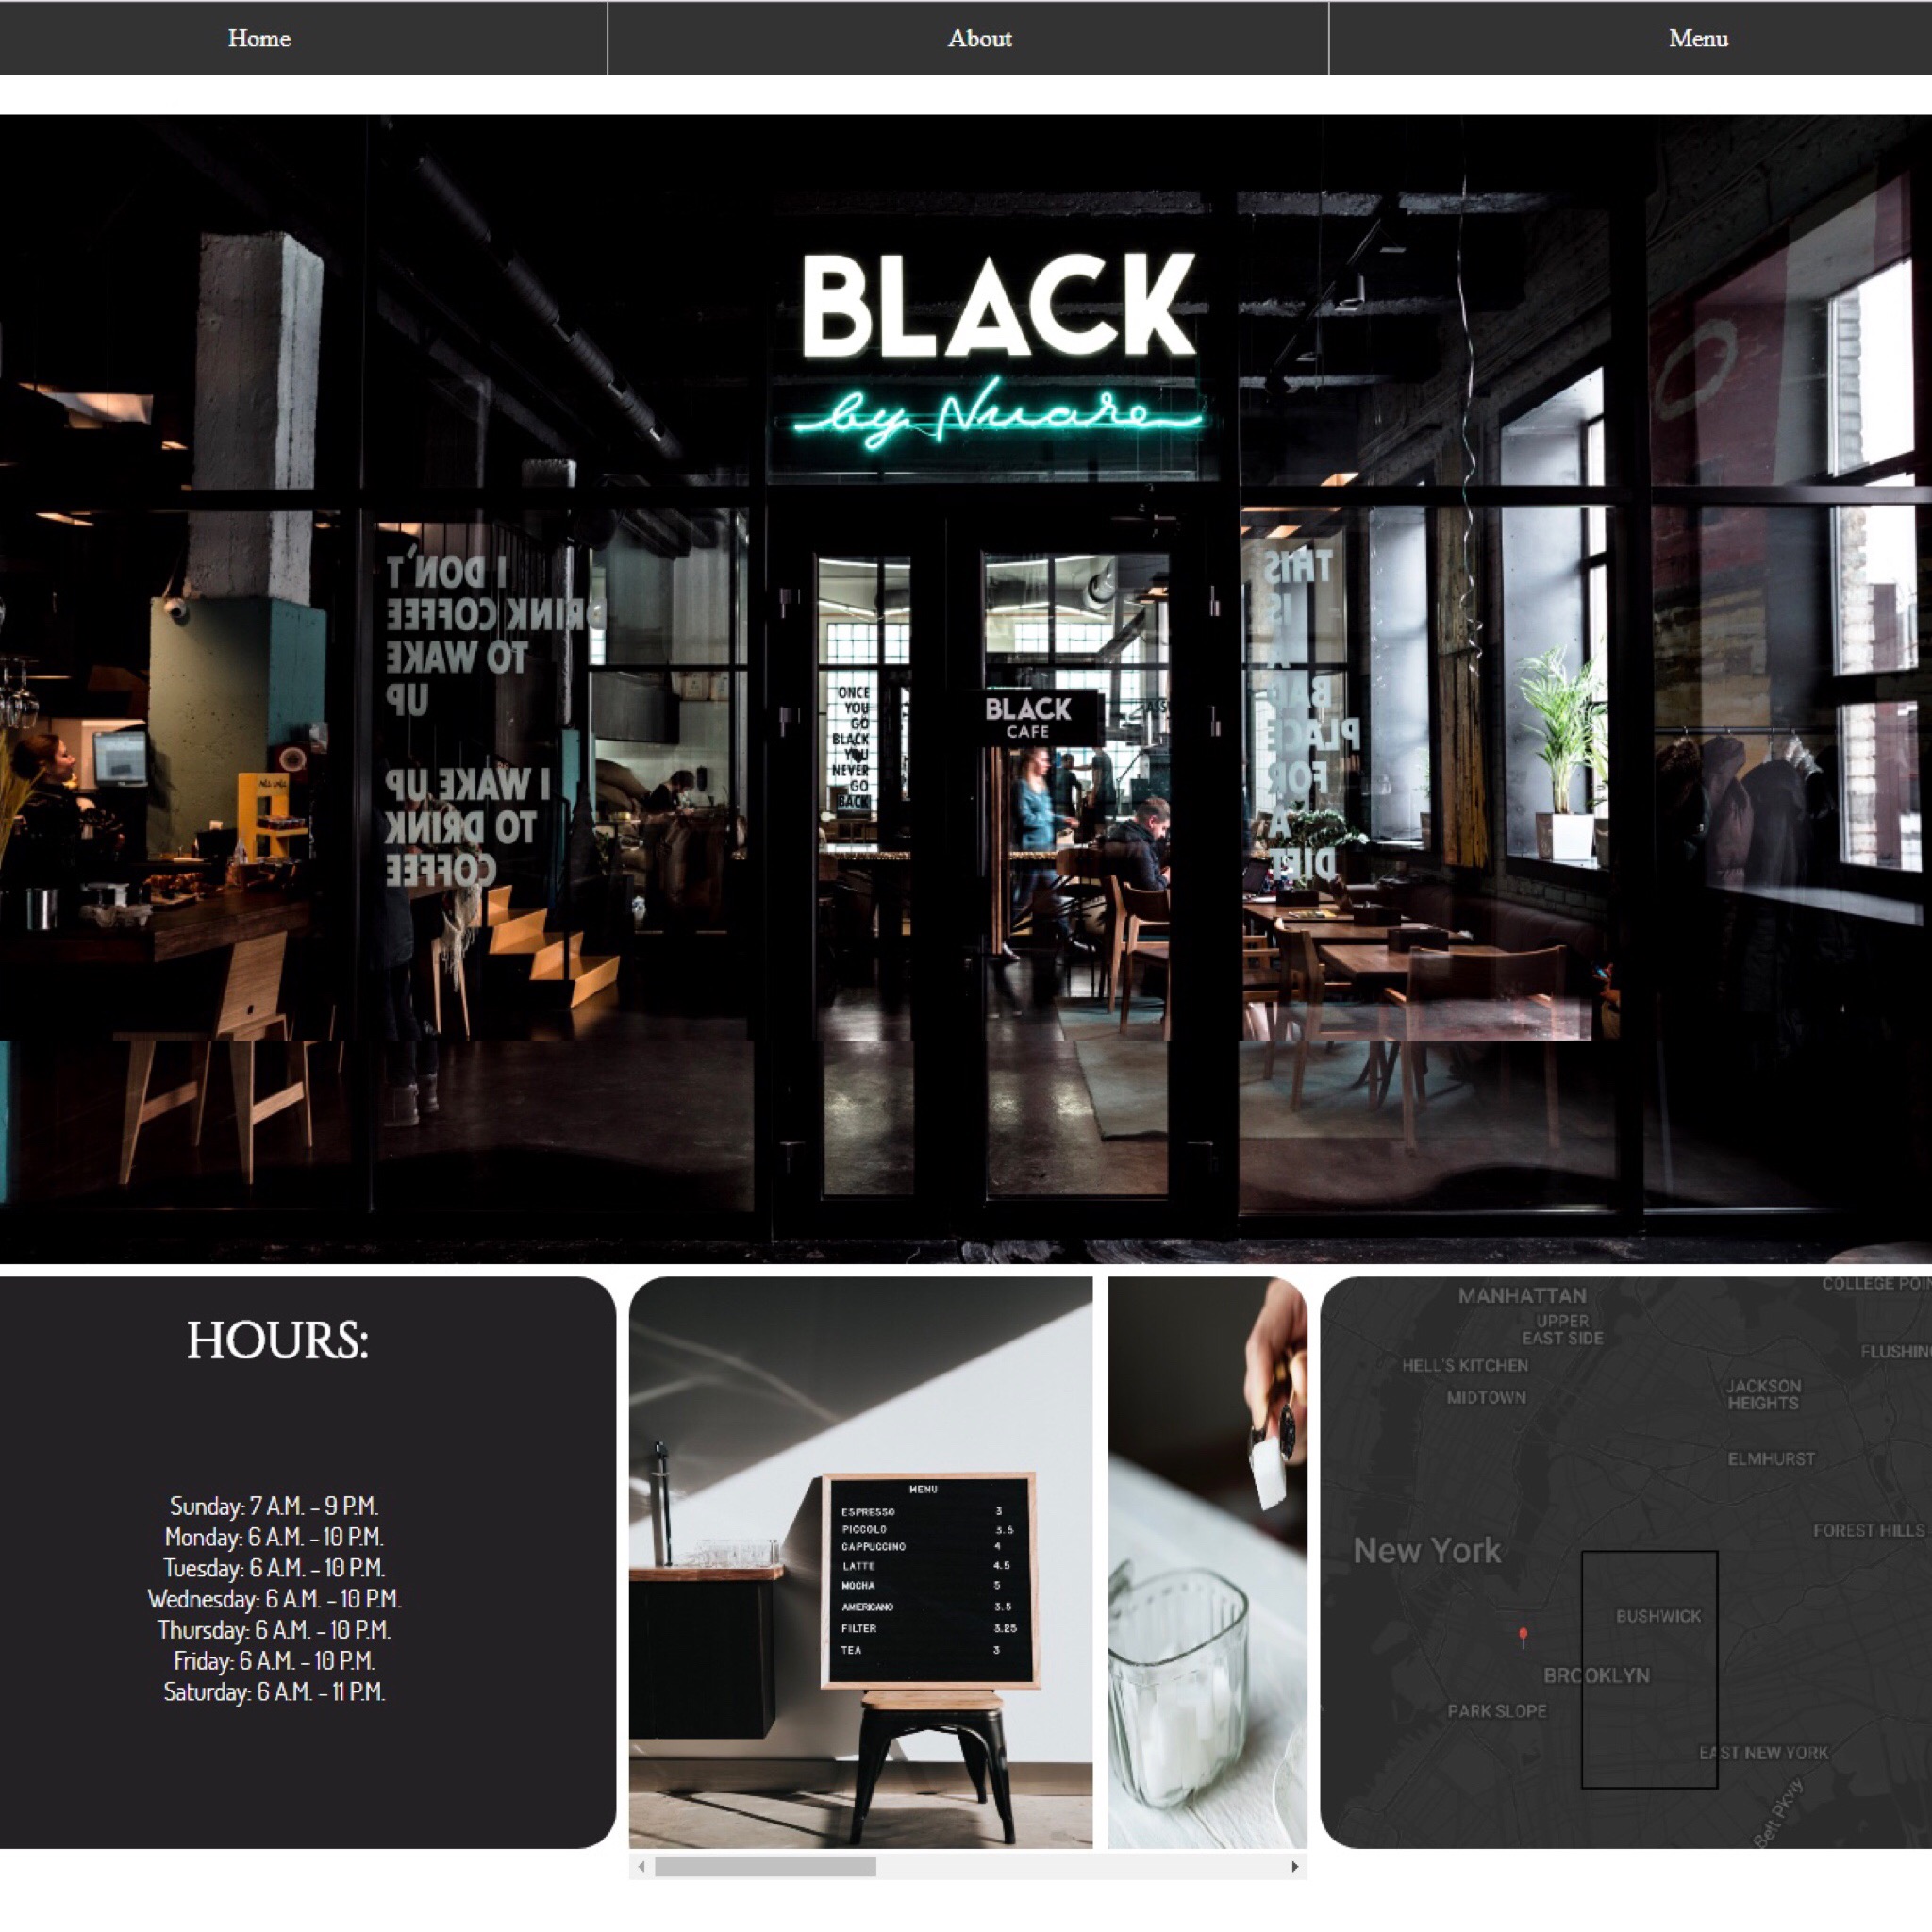 Home
About
Menu
BLACK
by Nuare
I DON'T
DRINK COFFEE
TO WAKE
UP
I WAKE UP
TO DRINK
COFFEE
ONCE
YOU
GO
BLACK
YOU
NEVER
GO
BACK
BLACK
CAFE
THIS
IS
A
BAD
PLACE
FOR
A
DIET
HOURS:
Sunday: 7 A.M. - 9 P.M.
Monday: 6 A.M. - 10 P.M.
Tuesday: 6 A.M. - 10 P.M.
Wednesday: 6 A.M. - 10 P.M.
Thursday: 6 A.M. - 10 P.M.
Friday: 6 A.M. - 10 P.M.
Saturday: 6 A.M. - 11 P.M.
MENU
ESPRESSO 3
PICCOLO 3.5
CAPPUCCINO 4
LATTE 4.5
MOCHA 5
AMERICANO 3.5
FILTER 3.25
TEA 3
COLLEGE POI
MANHATTAN
UPPER
EAST SIDE
FLUSHING
HELL'S KITCHEN
MIDTOWN
JACKSON
HEIGHTS
ELMHURST
FOREST HILLS
New York
BUSHWICK
BROOKLYN
PARK SLOPE
EAST NEW YORK
Belt Pkwy